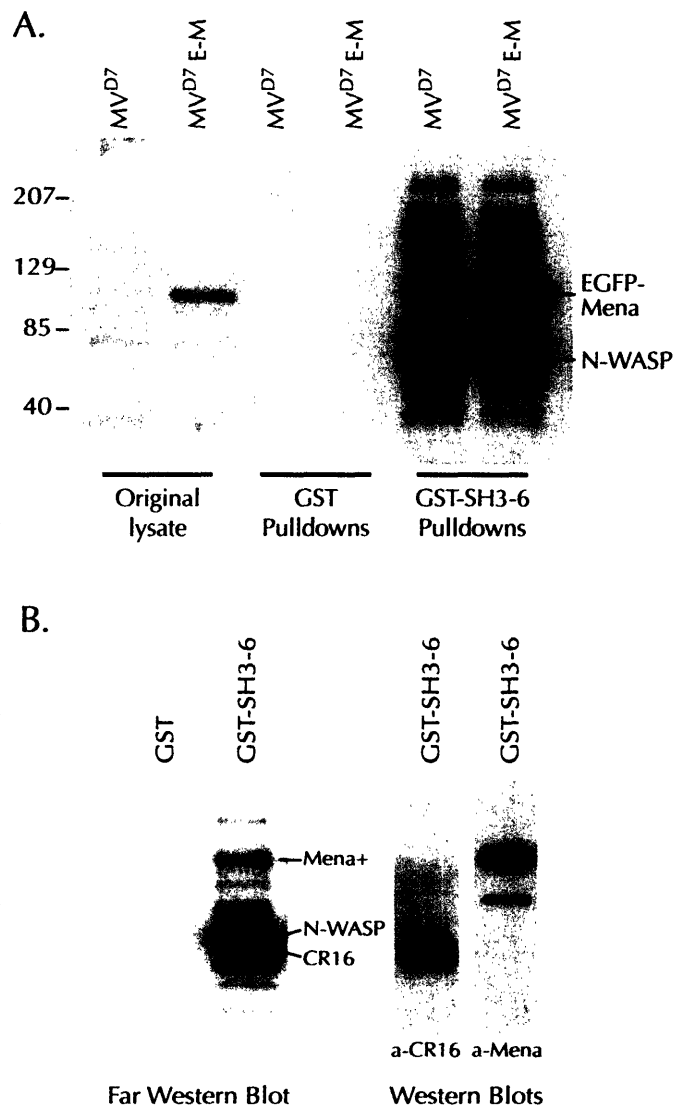 A.
MV^D7
MV^D7 E-M
MV^D7
MV^D7 E-M
MV^D7
MV^D7 E-M
207–
129–
85–
40–
EGFP-
Mena
N-WASP
Original
lysate
GST
Pulldowns
GST-SH3-6
Pulldowns
B.
GST
GST-SH3-6
GST-SH3-6
GST-SH3-6
Mena+
N-WASP
CR16
a-CR16
a-Mena
Far Western Blot
Western Blots